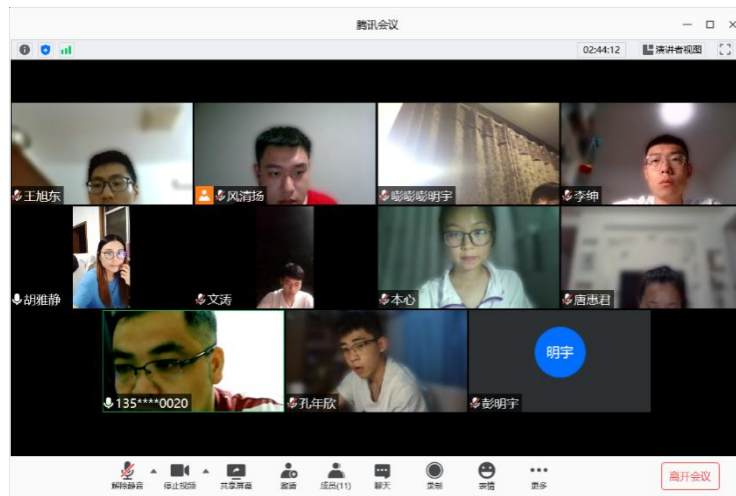 腾讯会议
02:44:12 演讲者视图
王旭东 风清扬 嘭嘭嘭明宇 李绅
胡雅静 文涛 本心 唐惠君
明宇
135****0020 孔年欣 彭明宇
解除静音 停止视频 共享屏幕 邀请 成员(11) 聊天 录制 表情 更多 离开会议